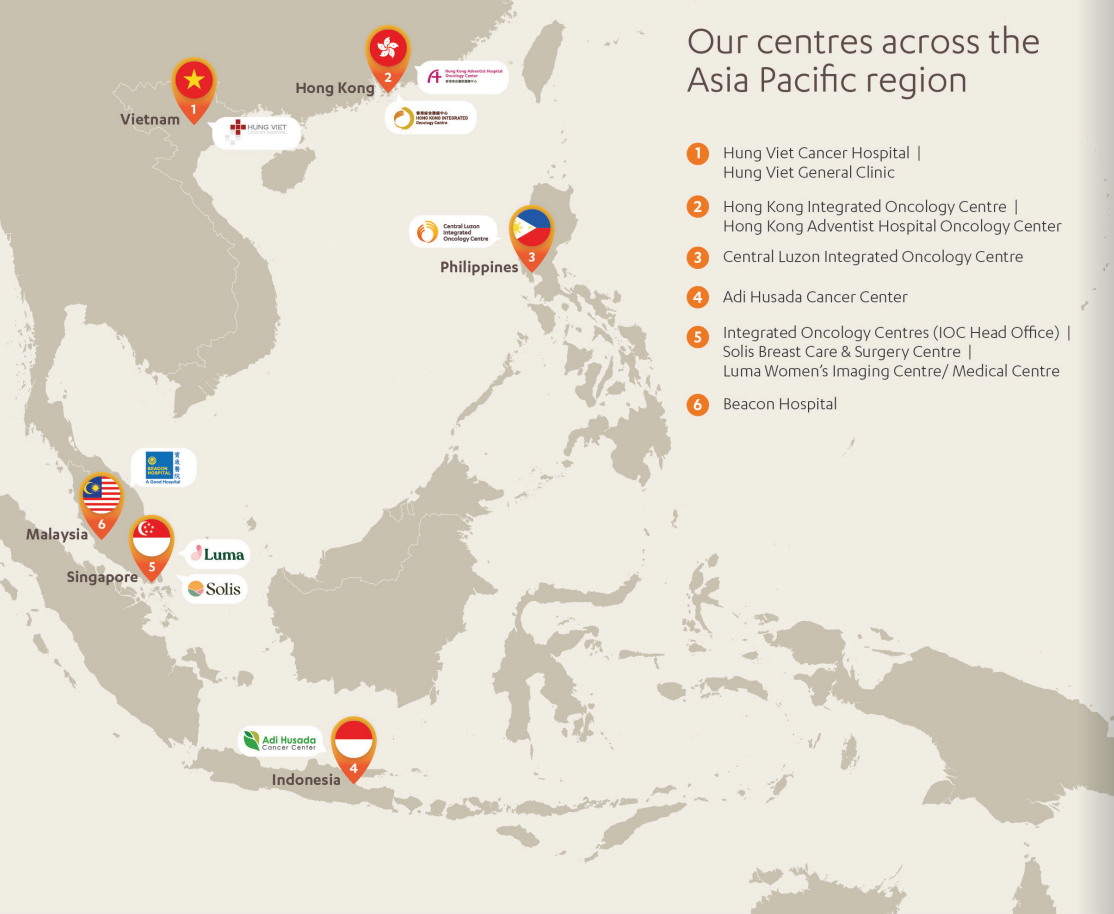 Our centres across the
Asia Pacific region
1 Hung Viet Cancer Hospital |
Hung Viet General Clinic
2 Hong Kong Integrated Oncology Centre |
Hong Kong Adventist Hospital Oncology Center
3 Central Luzon Integrated Oncology Centre
4 Adi Husada Cancer Center
5 Integrated Oncology Centres (IOC Head Office) |
Solis Breast Care & Surgery Centre |
Luma Women's Imaging Centre/ Medical Centre
6 Beacon Hospital
Hong Kong
2
Hong Kong Adventist Hospital
Oncology Center
HONG KONG INTEGRATED
Oncology Centre
Vietnam
1
HUNG VIET
Central Luzon
Integrated
Oncology Centre
Philippines
3
BEACON
HOSPITAL
A Good Hospital
Malaysia
6
Singapore
5
Luma
Solis
Adi Husada
Cancer Center
Indonesia
4